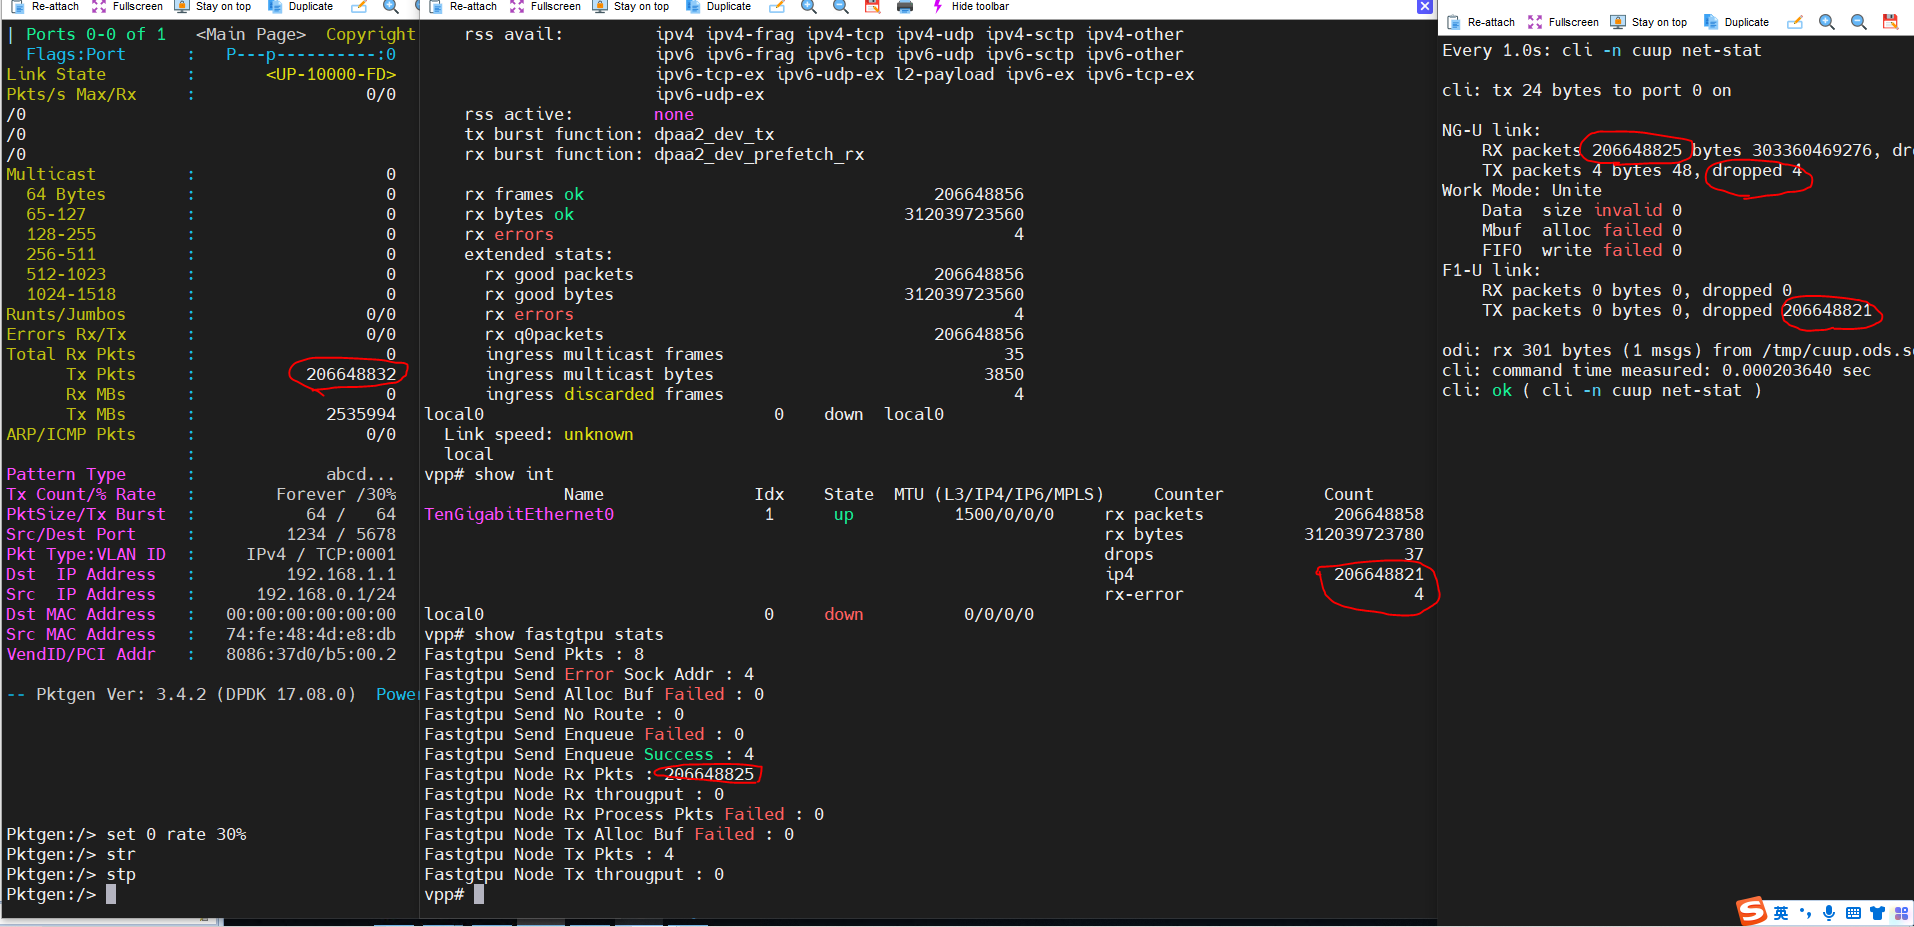 Re-attach Fullscreen Stay on top Duplicate
| Ports 0-0 of 1 <Main Page> Copyright
Flags:Port : P---p----------:0
Link State : <UP-10000-FD>
Pkts/s Max/Rx : 0/0
/0
/0
/0
Multicast : 0
64 Bytes : 0
65-127 : 0
128-255 : 0
256-511 : 0
512-1023 : 0
1024-1518 : 0
Runts/Jumbos : 0/0
Errors Rx/Tx : 0/0
Total Rx Pkts : 0
Tx Pkts : 206648832
Rx MBs : 0
Tx MBs : 2535994
ARP/ICMP Pkts : 0/0
:
Pattern Type : abcd...
Tx Count/% Rate : Forever /30%
PktSize/Tx Burst : 64 / 64
Src/Dest Port : 1234 / 5678
Pkt Type:VLAN ID : IPv4 / TCP:0001
Dst IP Address : 192.168.1.1
Src IP Address : 192.168.0.1/24
Dst MAC Address : 00:00:00:00:00:00
Src MAC Address : 74:fe:48:4d:e8:db
VendID/PCI Addr : 8086:37d0/b5:00.2
-- Pktgen Ver: 3.4.2 (DPDK 17.08.0) Power
Pktgen:/> set 0 rate 30%
Pktgen:/> str
Pktgen:/> stp
Pktgen:/>
Re-attach Fullscreen Stay on top Duplicate Hide toolbar
rss avail: ipv4 ipv4-frag ipv4-tcp ipv4-udp ipv4-sctp ipv4-other
ipv6 ipv6-frag ipv6-tcp ipv6-udp ipv6-sctp ipv6-other
ipv6-tcp-ex ipv6-udp-ex l2-payload ipv6-ex ipv6-tcp-ex
ipv6-udp-ex
rss active: none
tx burst function: dpaa2_dev_tx
rx burst function: dpaa2_dev_prefetch_rx
rx frames ok 206648856
rx bytes ok 312039723560
rx errors 4
extended stats:
rx good packets 206648856
rx good bytes 312039723560
rx errors 4
rx q0packets 206648856
ingress multicast frames 35
ingress multicast bytes 3850
ingress discarded frames 4
local0 0 down local0
Link speed: unknown
local
vpp# show int
Name Idx State MTU (L3/IP4/IP6/MPLS) Counter Count
TenGigabitEthernet0 1 up 1500/0/0/0 rx packets 206648858
rx bytes 312039723780
drops 37
ip4 206648821
rx-error 4
local0 0 down 0/0/0/0
vpp# show fastgtpu stats
Fastgtpu Send Pkts : 8
Fastgtpu Send Error Sock Addr : 4
Fastgtpu Send Alloc Buf Failed : 0
Fastgtpu Send No Route : 0
Fastgtpu Send Enqueue Failed : 0
Fastgtpu Send Enqueue Success : 4
Fastgtpu Node Rx Pkts : 206648825
Fastgtpu Node Rx througput : 0
Fastgtpu Node Rx Process Pkts Failed : 0
Fastgtpu Node Tx Alloc Buf Failed : 0
Fastgtpu Node Tx Pkts : 4
Fastgtpu Node Tx througput : 0
vpp#
Re-attach Fullscreen Stay on top Duplicate
Every 1.0s: cli -n cuup net-stat
cli: tx 24 bytes to port 0 on
NG-U link:
RX packets 206648825 bytes 303360469276, dr
TX packets 4 bytes 48, dropped 4
Work Mode: Unite
Data size invalid 0
Mbuf alloc failed 0
FIFO write failed 0
F1-U link:
RX packets 0 bytes 0, dropped 0
TX packets 0 bytes 0, dropped 206648821
odi: rx 301 bytes (1 msgs) from /tmp/cuup.ods.s
cli: command time measured: 0.000203640 sec
cli: ok ( cli -n cuup net-stat )
S 英